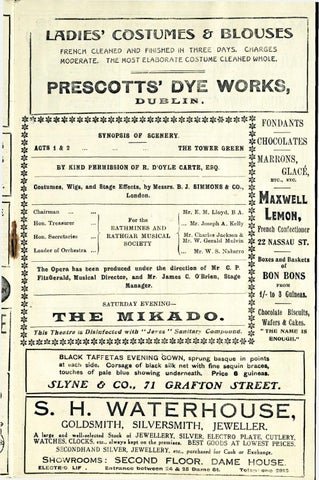 LADIES' COSTUMES & BLOUSES
FRENCH CLEANED AND FINISHED IN THREE DAYS. CHARGES
MODERATE. THE MOST ELABORATE COSTUME CLEANED WHOLE.
PRESCOTTS' DYE WORKS,
DUBLIN.
SYNOPSIS OF SCENERY.
ACTS 1 & 2 ... ... ... THE TOWER GREEN
BY KIND PERMISSION OF R. D'OYLE CARTE, ESQ.
Costumes, Wigs, and Stage Effects, by Messrs. B. J. SIMMONS & CO.,
London.
Chairman ... ... Mr. E. M. Lloyd, B A.
Hon. Treasurer ... Mr. Joseph A. Kelly
Hon. Secretaries Mr. Charles Jackson &
Mr. W. Gerald Mulvin
Leader of Orchestra ... Mr. W. S. Nabarro
For the
RATHMINES AND
RATHGAR MUSICAL
SOCIETY
The Opera has been produced under the direction of Mr C. P.
FitzGerald, Musical Director, and Mr. James C. O'BRIEN, Stage
Manager.
SATURDAY EVENING—
THE MIKADO.
This Theatre is Disinfected with "Jeyes" Sanitary Compound.
FONDANTS
CHOCOLATES
MARRONS,
GLACÉ,
ETC., ETC.
MAXWELL
LEMON,
French Confectioner
22 NASSAU ST.
Boxes and Baskets
of
BON BONS
FROM
1/- to 3 Guineas.
Chocolate Biscuits,
Wafers & Cakes.
"THE NAME IS
ENOUGH."
BLACK TAFFETAS EVENING GOWN, sprung basque in points
at each side. Corsage of black silk net with fine sequin braces,
touches of pale blue showing underneath. Price 6 guineas.
SLYNE & CO., 71 GRAFTON STREET.
S. H. WATERHOUSE,
GOLDSMITH, SILVERSMITH, JEWELLER.
A large and well-selected Stock of JEWELLERY, SILVER, ELECTRO PLATE, CUTLERY,
WATCHES, CLOCKS, etc., always kept on the premises. BEST GOODS AT LOWEST PRICES.
SECONDHAND SILVER, JEWELLERY, etc., purchased for Cash or Exchange.
SHOWROOMS: SECOND FLOOR, DAME HOUSE.
ELECTRIC LIFT. Entrance between 24 & 25 Dame St.